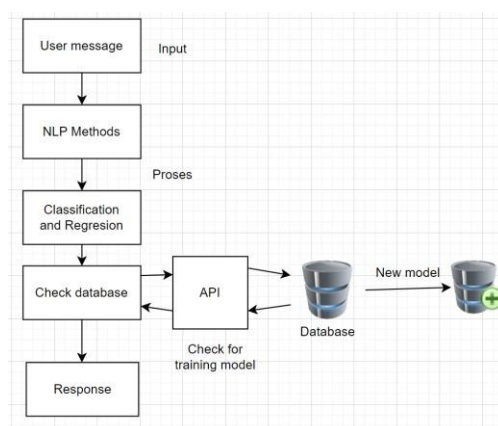 User message
Input
NLP Methods
Proses
Classification
and Regresion
Check database
API
New model
Database
Check for
training model
Response